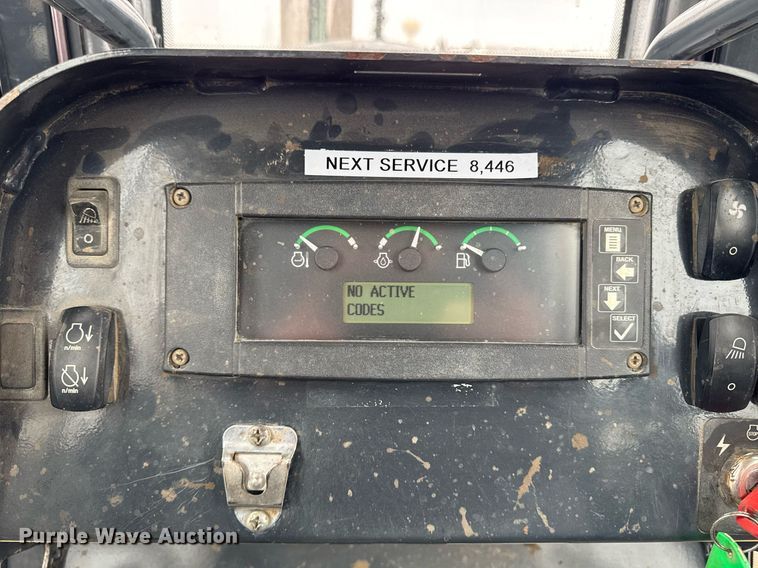 NEXT SERVICE 8,446
MENU
BACK
NEXT
SELECT
NO ACTIVE
CODES
n/min
n/min
Purple Wave Auction